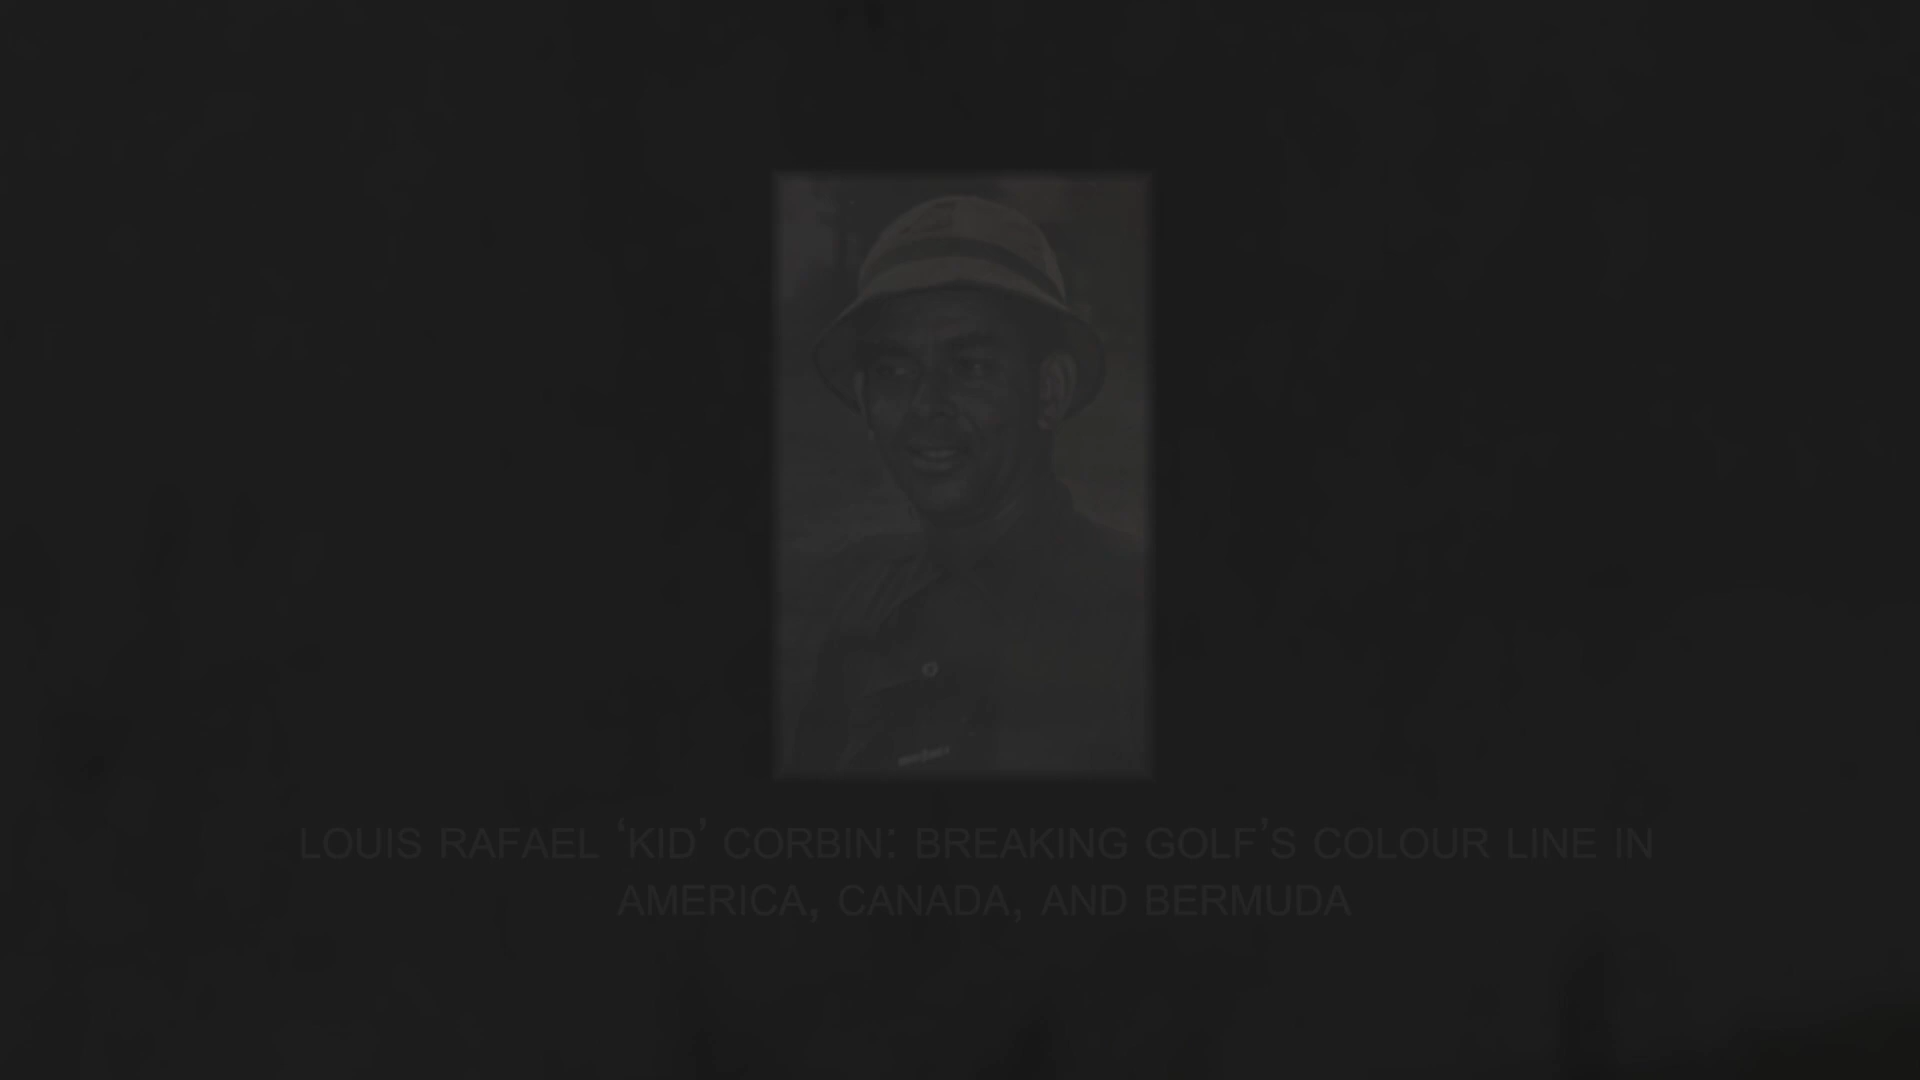 LOUIS RAFAEL ‘KID’ CORBIN: BREAKING GOLF’S COLOUR LINE IN
AMERICA, CANADA, AND BERMUDA